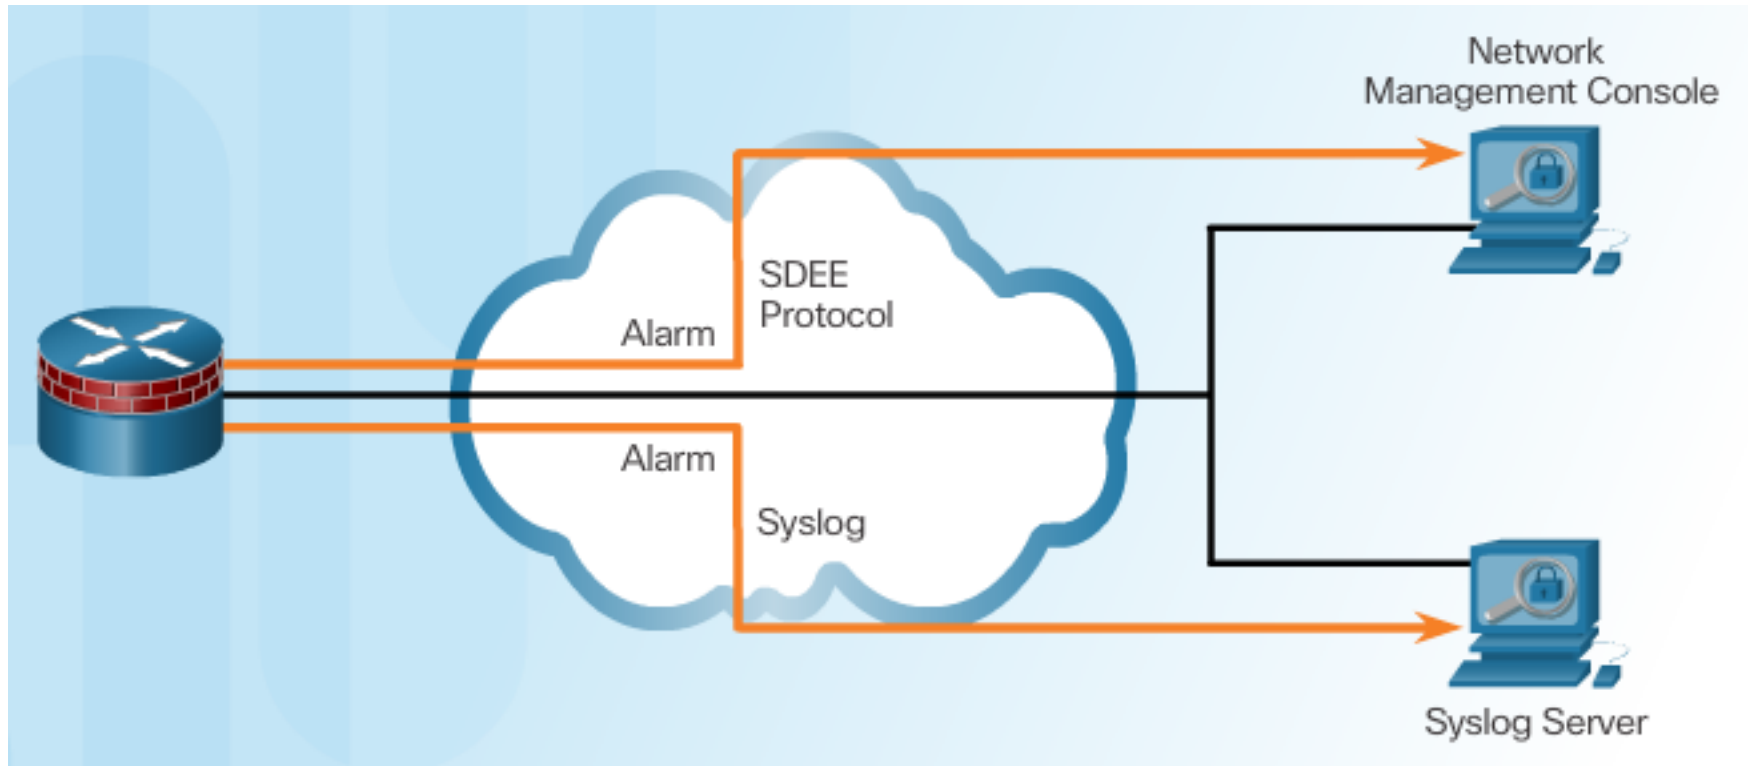 Network
Management Console
SDEE
Protocol
Alarm
Alarm
Syslog
Syslog Server